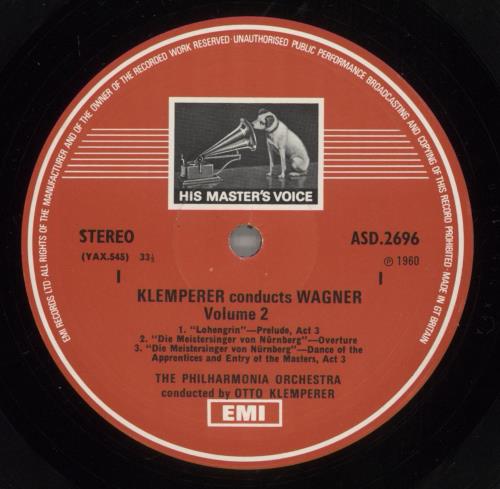 EMI RECORDS LTD · ALL RIGHTS OF THE MANUFACTURER AND OF THE OWNER OF THE RECORDED WORK RESERVED · UNAUTHORISED PUBLIC PERFORMANCE BROADCASTING AND COPYING OF THIS RECORD PROHIBITED · MADE IN GT BRITAIN
HIS MASTER'S VOICE
STEREO
ASD.2696
(YAX.545) 33⅓
℗ 1960
I
I
KLEMPERER conducts WAGNER
Volume 2
1. "Lohengrin"—Prelude, Act 3
2. "Die Meistersinger von Nürnberg"—Overture
3. "Die Meistersinger von Nürnberg"—Dance of the
Apprentices and Entry of the Masters, Act 3
THE PHILHARMONIA ORCHESTRA
conducted by OTTO KLEMPERER
EMI